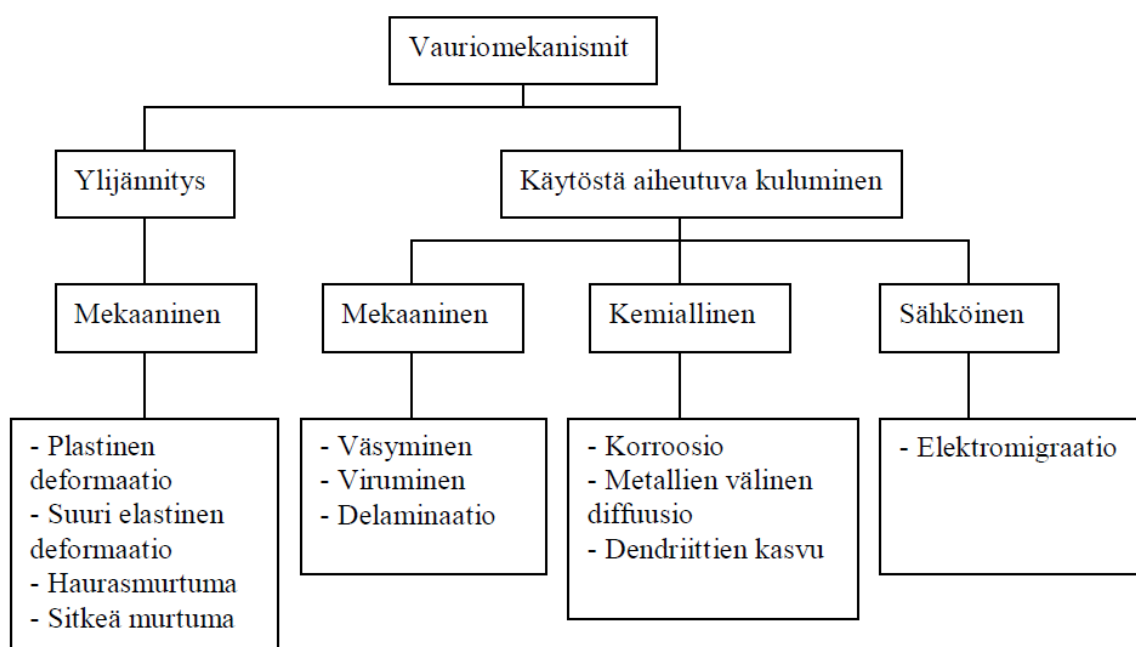 Vauriomekanismit
Ylijännitys
Käytöstä aiheutuva kuluminen
Mekaaninen
Mekaaninen
Kemiallinen
Sähköinen
- Plastinen
deformaatio
- Suuri elastinen
deformaatio
- Haurasmurtuma
- Sitkeä murtuma
- Väsyminen
- Viruminen
- Delaminaatio
- Korroosio
- Metallien välinen
diffuusio
- Dendriittien kasvu
- Elektromigraatio